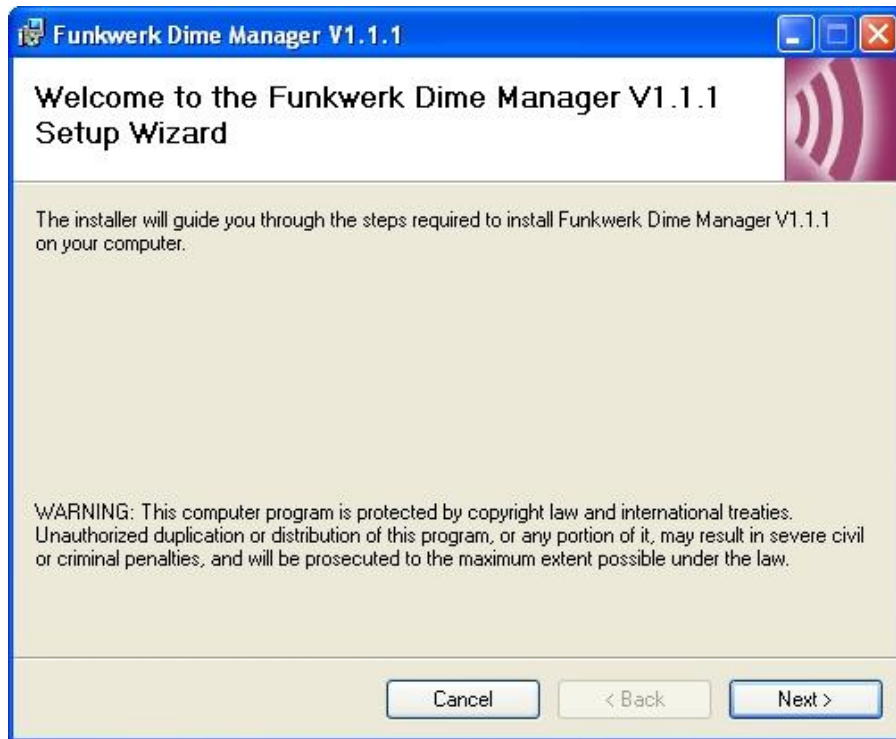 Funkwerk Dime Manager V1.1.1
Welcome to the Funkwerk Dime Manager V1.1.1
Setup Wizard
The installer will guide you through the steps required to install Funkwerk Dime Manager V1.1.1
on your computer.
WARNING: This computer program is protected by copyright law and international treaties.
Unauthorized duplication or distribution of this program, or any portion of it, may result in severe civil
or criminal penalties, and will be prosecuted to the maximum extent possible under the law.
Cancel < Back Next >